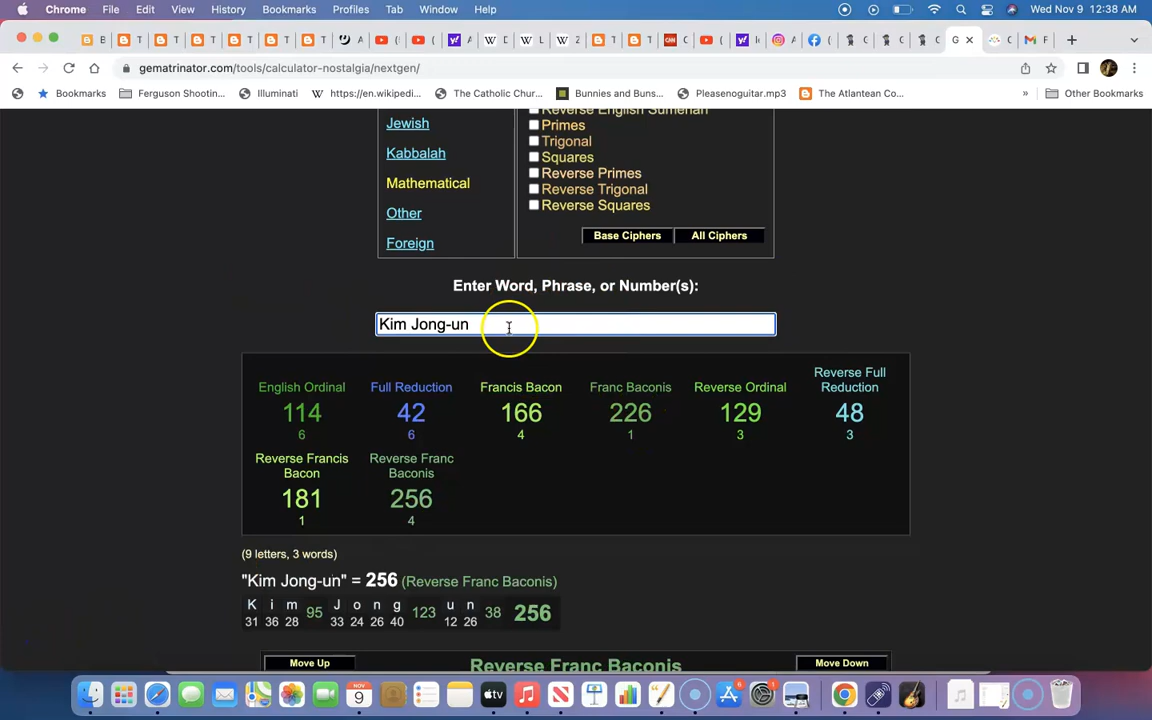 Chrome File Edit View History Bookmarks Profiles Tab Window Help Wed Nov 9 12:38 AM
gematrinator.com/tools/calculator-nostalgia/nextgen/
Bookmarks Ferguson Shootin... Illuminati https://en.wikipedi... The Catholic Chur... Bunnies and Buns... Pleasenoguitar.mp3 The Atlantean Co... » Other Bookmarks
Reverse English Sumerian
Jewish
Primes
Trigonal
Kabbalah
Squares
Reverse Primes
Mathematical
Reverse Trigonal
Reverse Squares
Other
Base Ciphers All Ciphers
Foreign
Enter Word, Phrase, or Number(s):
Kim Jong-un
English Ordinal
114
6
Full Reduction
42
6
Francis Bacon
166
4
Franc Baconis
226
1
Reverse Ordinal
129
3
Reverse Full
Reduction
48
3
Reverse Francis
Bacon
181
1
Reverse Franc
Baconis
256
4
(9 letters, 3 words)
"Kim Jong-un" = 256 (Reverse Franc Baconis)
K i m 95 J o n g 123 u n 38 256
31 36 28 33 24 26 40 12 26
Move Up Reverse Franc Baconis Move Down